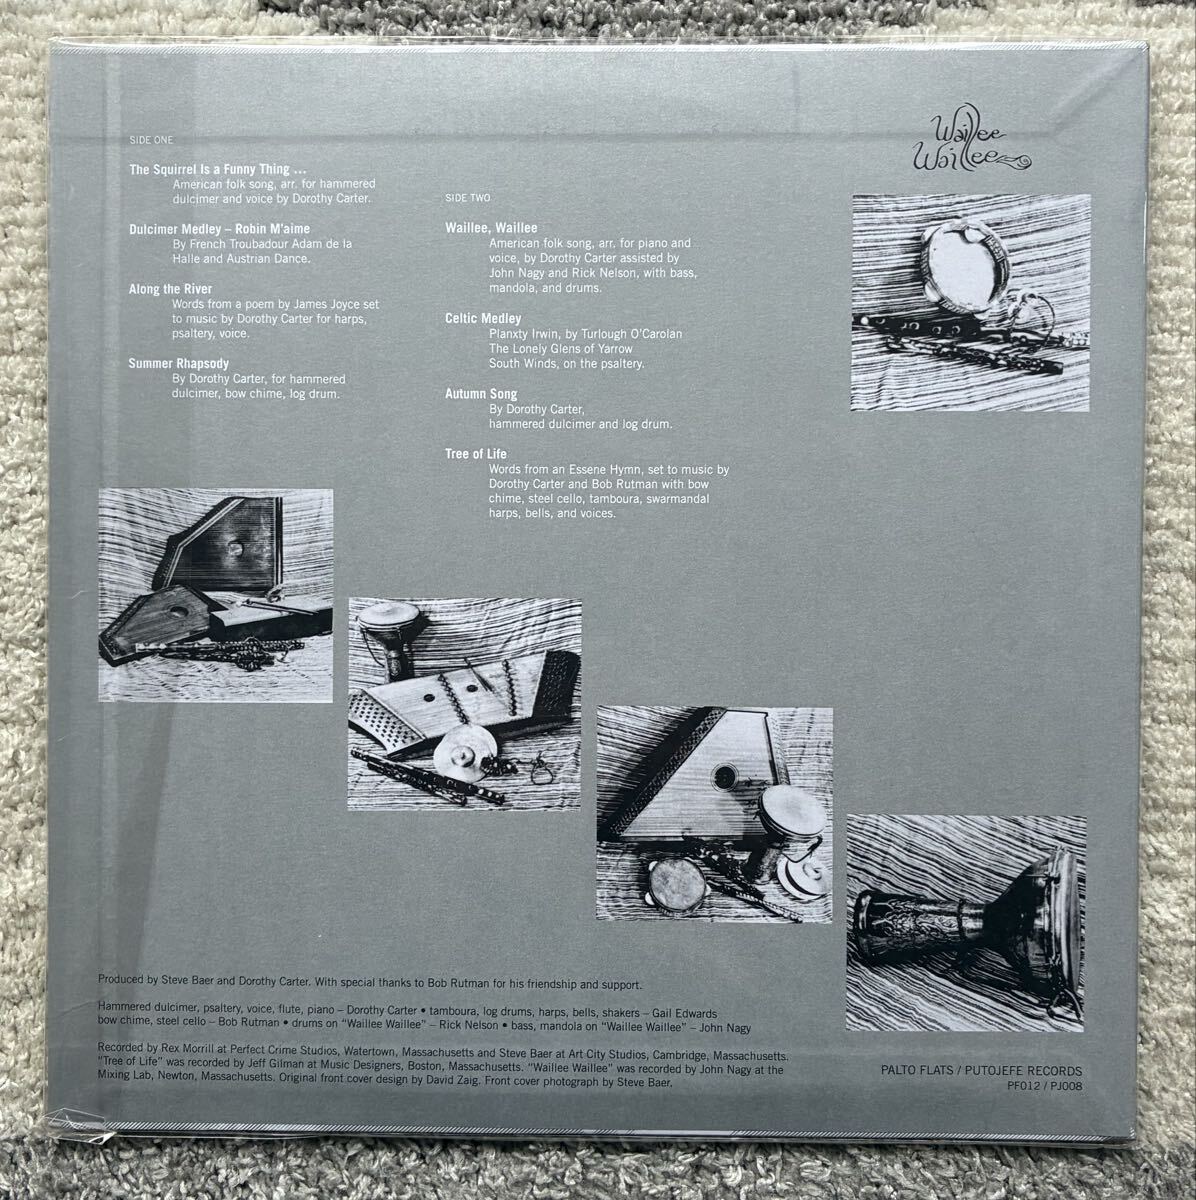 Waillee
Waillee
SIDE ONE
The Squirrel Is a Funny Thing ...
American folk song, arr. for hammered
dulcimer and voice by Dorothy Carter.
Dulcimer Medley – Robin M'aime
By French Troubadour Adam de la
Halle and Austrian Dance.
Along the River
Words from a poem by James Joyce set
to music by Dorothy Carter for harps,
psaltery, voice.
Summer Rhapsody
By Dorothy Carter, for hammered
dulcimer, bow chime, log drum.
SIDE TWO
Waillee, Waillee
American folk song, arr. for piano and
voice, by Dorothy Carter assisted by
John Nagy and Rick Nelson, with bass,
mandola, and drums.
Celtic Medley
Planxty Irwin, by Turlough O'Carolan
The Lonely Glens of Yarrow
South Winds, on the psaltery.
Autumn Song
By Dorothy Carter,
hammered dulcimer and log drum.
Tree of Life
Words from an Essene Hymn, set to music by
Dorothy Carter and Bob Rutman with bow
chime, steel cello, tamboura, swarmandal
harps, bells, and voices.
Produced by Steve Baer and Dorothy Carter. With special thanks to Bob Rutman for his friendship and support.
Hammered dulcimer, psaltery, voice, flute, piano – Dorothy Carter • tamboura, log drums, harps, bells, shakers – Gail Edwards
bow chime, steel cello – Bob Rutman • drums on “Waillee Waillee” – Rick Nelson • bass, mandola on “Waillee Waillee” – John Nagy
Recorded by Rex Morrill at Perfect Crime Studios, Watertown, Massachusetts and Steve Baer at Art City Studios, Cambridge, Massachusetts.
“Tree of Life” was recorded by Jeff Gilman at Music Designers, Boston, Massachusetts. “Waillee Waillee” was recorded by John Nagy at the
Mixing Lab, Newton, Massachusetts. Original front cover design by David Zaig. Front cover photograph by Steve Baer.
PALTO FLATS / PUTOJEFE RECORDS
PF012 / PJ008